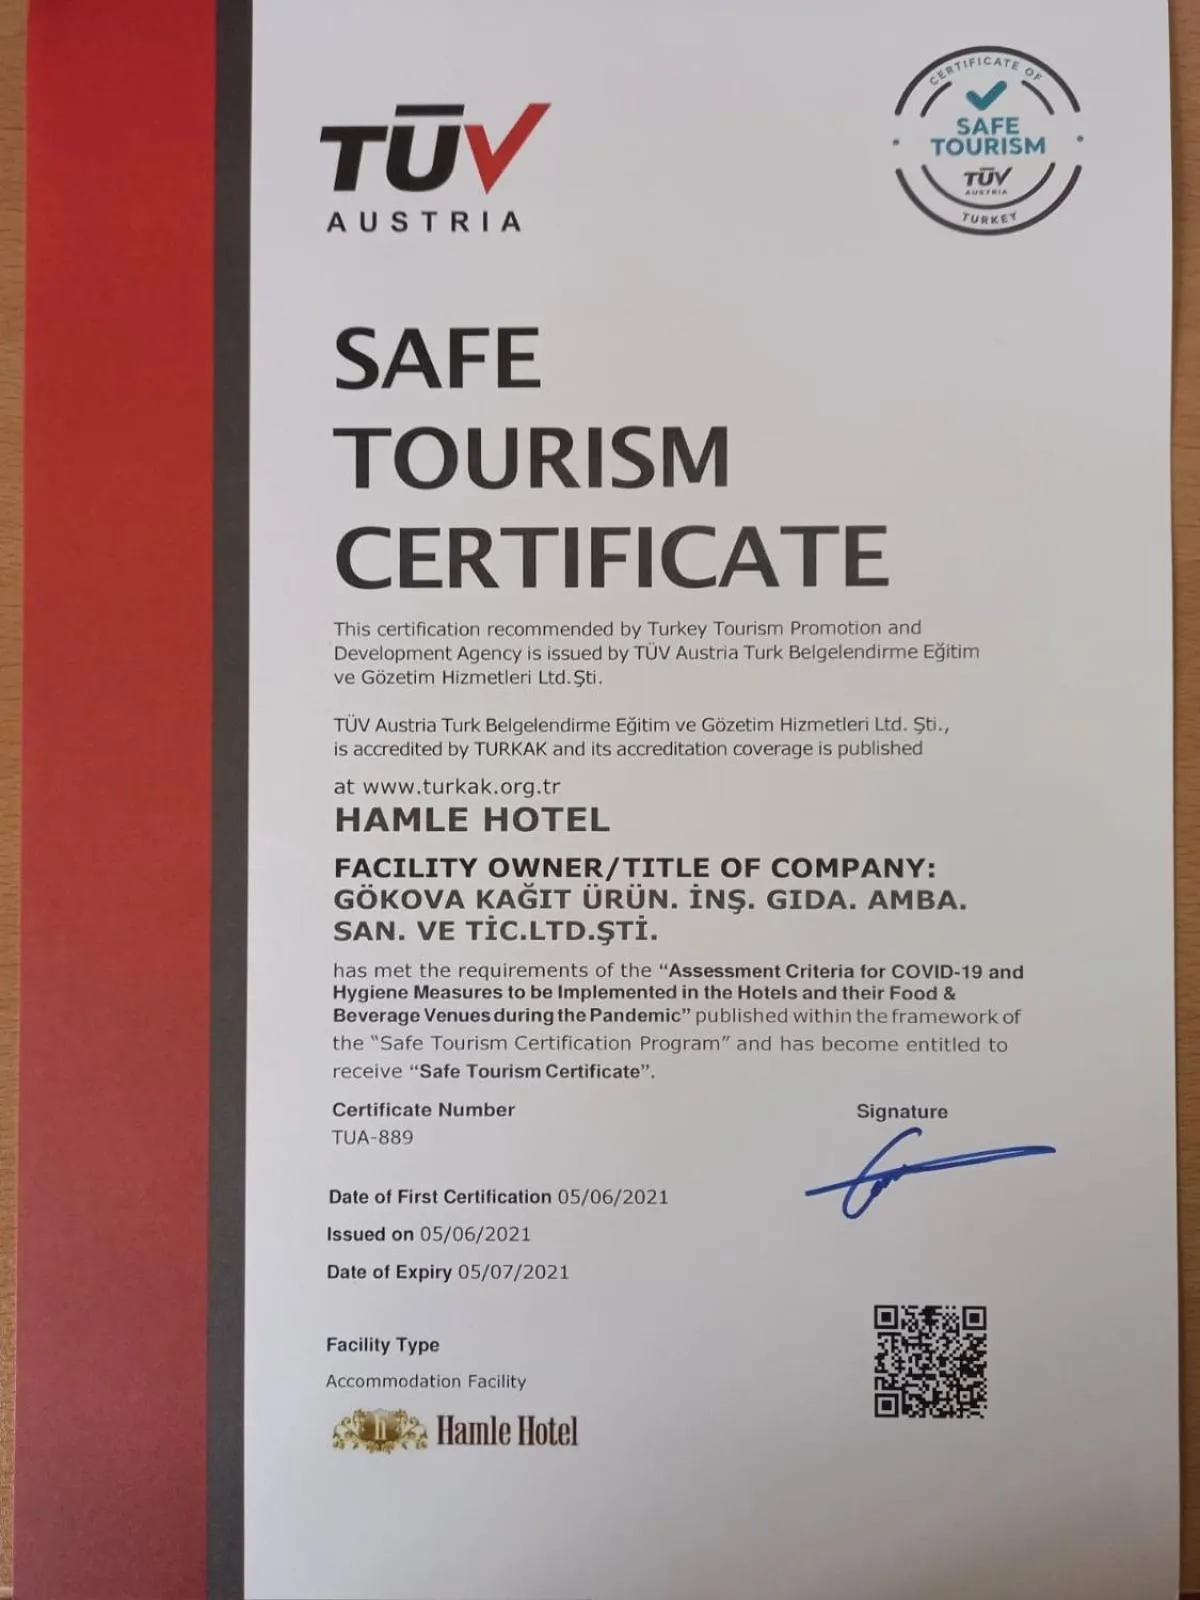 TÜV
AUSTRIA
CERTIFICATE OF
SAFE
TOURISM
TÜV
AUSTRIA
TURKEY
SAFE
TOURISM
CERTIFICATE
This certification recommended by Turkey Tourism Promotion and
Development Agency is issued by TÜV Austria Turk Belgelendirme Eğitim
ve Gözetim Hizmetleri Ltd.Şti.
TÜV Austria Turk Belgelendirme Eğitim ve Gözetim Hizmetleri Ltd. Şti.,
is accredited by TURKAK and its accreditation coverage is published
at www.turkak.org.tr
HAMLE HOTEL
FACILITY OWNER/TITLE OF COMPANY:
GÖKOVA KAĞIT ÜRÜN. İNŞ. GIDA. AMBA.
SAN. VE TİC.LTD.ŞTİ.
has met the requirements of the “Assessment Criteria for COVID-19 and
Hygiene Measures to be Implemented in the Hotels and their Food &
Beverage Venues during the Pandemic” published within the framework of
the “Safe Tourism Certification Program” and has become entitled to
receive “Safe Tourism Certificate”.
Certificate Number
TUA-889
Signature
Date of First Certification 05/06/2021
Issued on 05/06/2021
Date of Expiry 05/07/2021
Facility Type
Accommodation Facility
h Hamle Hotel